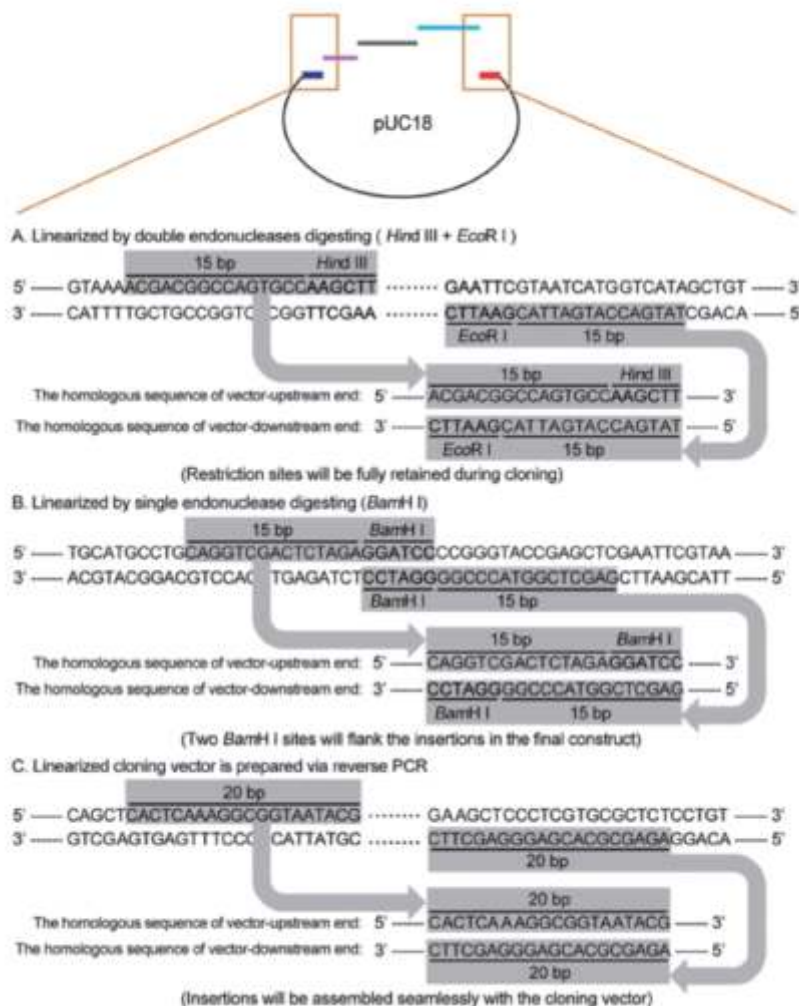 pUC18
A. Linearized by double endonucleases digesting ( Hind III + EcoR I )
15 bp Hind III
5' GTAAAACGACGGCCAGTGCCAAGCTT ········ GAATTCGTAATCATGGTCATAGCTGT 3'
3' CATTTTGCTGCCGGTC CGGTTCGAA ········ CTTAAGCATTAGTACCAGTATCGACA 5'
EcoR I 15 bp
15 bp Hind III
The homologous sequence of vector-upstream end: 5' ACGACGGCCAGTGCCAAGCTT 3'
The homologous sequence of vector-downstream end: 3' CTTAAGCATTAGTACCAGTAT 5'
EcoR I 15 bp
(Restriction sites will be fully retained during cloning)
B. Linearized by single endonuclease digesting (BamH I)
15 bp BamH I
5' TGCATGCCTGCAGGTCGACTCTAGAGGATCCCCGGGTACCGAGCTCGAATTCGTAA 3'
3' ACGTACGGACGTCCAG TGAGATCTCCTAGGGGCCCATGGCTCGAGCTTAAGCATT 5'
BamH I 15 bp
15 bp BamH I
The homologous sequence of vector-upstream end: 5' CAGGTCGACTCTAGAGGATCC 3'
The homologous sequence of vector-downstream end: 3' CCTAGGGGCCCATGGCTCGAG 5'
BamH I 15 bp
(Two BamH I sites will flank the insertions in the final construct)
C. Linearized cloning vector is prepared via reverse PCR
20 bp
5' CAGCTCACTCAAAGGCGGTAATACG ········ GAAGCTCCCTCGTGCGCTCTCCTGT 3'
3' GTCGAGTGAGTTTCCG CATTATGC ········ CTTCGAGGGAGCACGCGAGAGGACA 5'
20 bp
20 bp
The homologous sequence of vector-upstream end: 5' CACTCAAAGGCGGTAATACG 3'
The homologous sequence of vector-downstream end: 3' CTTCGAGGGAGCACGCGAGA 5'
20 bp
(Insertions will be assembled seamlessly with the cloning vector)